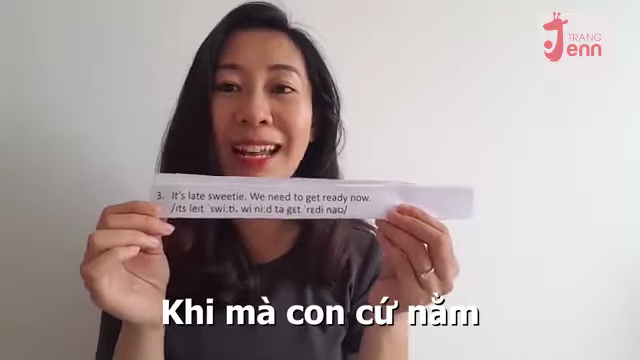 TRANG
Jenn
3. It's late sweetie. We need to get ready now.
/ɪts leɪt ˈswiːti. wi niːd tə gɛt ˈrɛdi naʊ/
Khi mà con cứ nằm